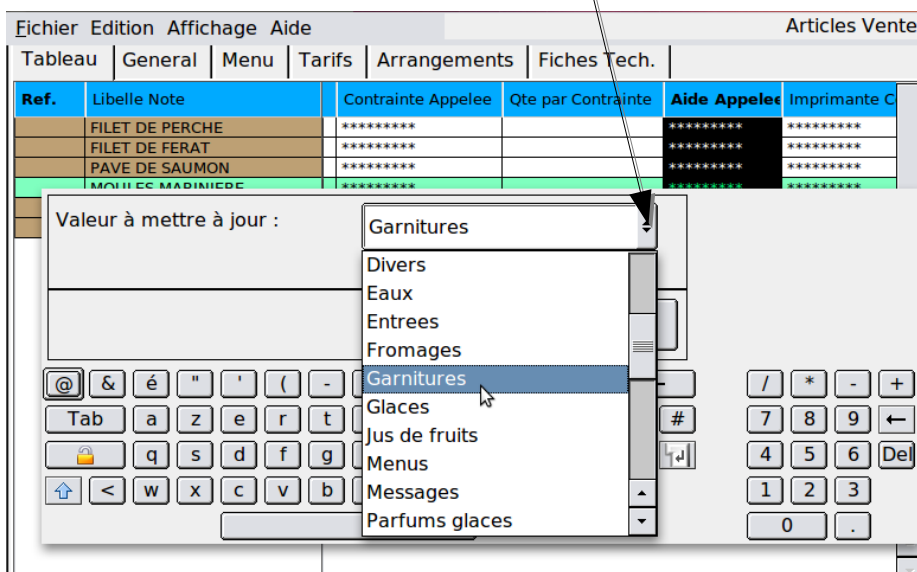 Fichier Edition Affichage Aide
Articles Vente
Tableau General Menu Tarifs Arrangements Fiches Tech.
Ref. Libelle Note Contrainte Appelee Qte par Contrainte Aide Appelee Imprimante C
FILET DE PERCHE ********* ********* *********
FILET DE FERAT ********* ********* *********
PAVE DE SAUMON ********* ********* *********
MOULES MARINIERE ********* ********* *********
Valeur à mettre à jour :
Garnitures
Divers
Eaux
Entrees
Fromages
Garnitures
Glaces
Jus de fruits
Menus
Messages
Parfums glaces
@ & é " ' ( - / * - +
Tab a z e r t # 7 8 9 ←
q s d f g 4 5 6 Del
< w x c v b 1 2 3
0 .